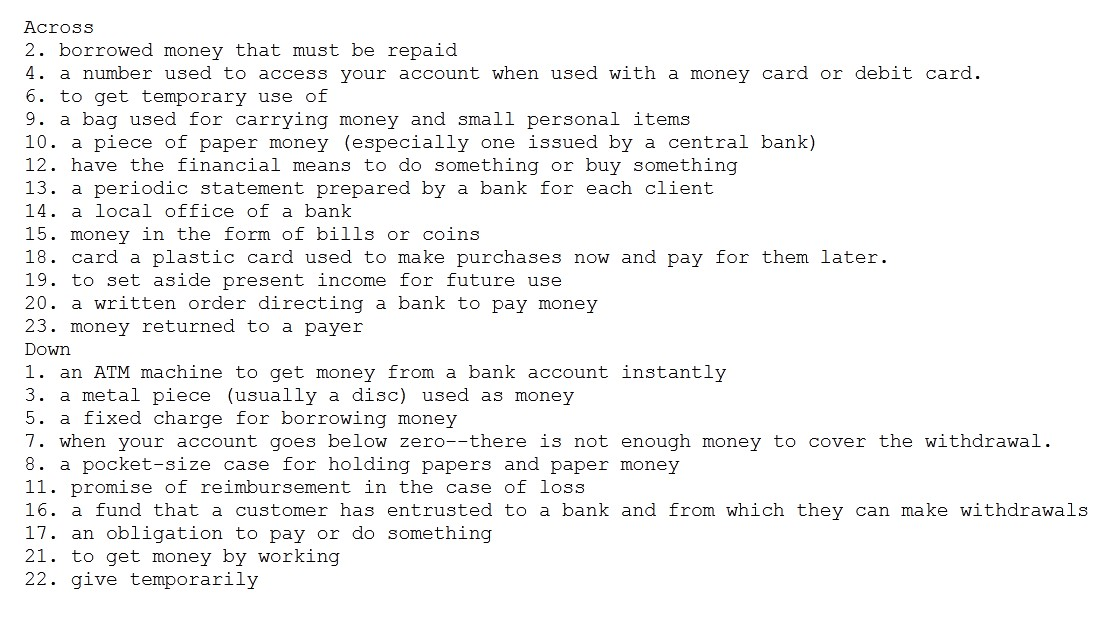 Across
2. borrowed money that must be repaid
4. a number used to access your account when used with a money card or debit card.
6. to get temporary use of
9. a bag used for carrying money and small personal items
10. a piece of paper money (especially one issued by a central bank)
12. have the financial means to do something or buy something
13. a periodic statement prepared by a bank for each client
14. a local office of a bank
15. money in the form of bills or coins
18. card a plastic card used to make purchases now and pay for them later.
19. to set aside present income for future use
20. a written order directing a bank to pay money
23. money returned to a payer
Down
1. an ATM machine to get money from a bank account instantly
3. a metal piece (usually a disc) used as money
5. a fixed charge for borrowing money
7. when your account goes below zero--there is not enough money to cover the withdrawal.
8. a pocket-size case for holding papers and paper money
11. promise of reimbursement in the case of loss
16. a fund that a customer has entrusted to a bank and from which they can make withdrawals
17. an obligation to pay or do something
21. to get money by working
22. give temporarily